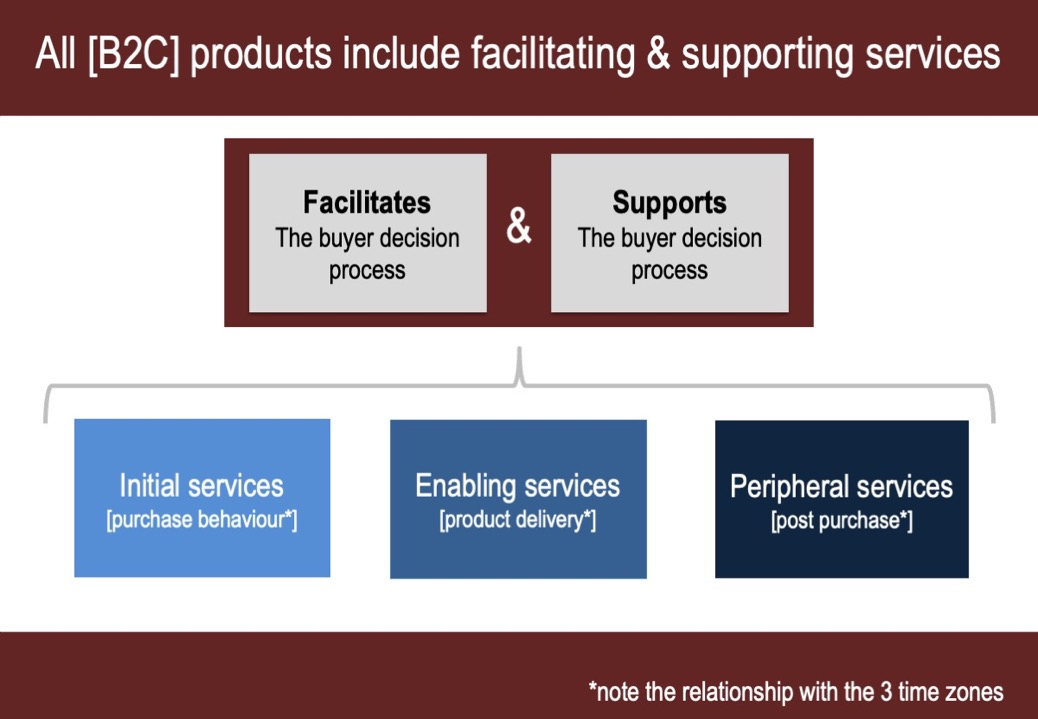 All [B2C] products include facilitating & supporting services
Facilitates
The buyer decision
process
&
Supports
The buyer decision
process
Initial services
[purchase behaviour*]
Enabling services
[product delivery*]
Peripheral services
[post purchase*]
*note the relationship with the 3 time zones